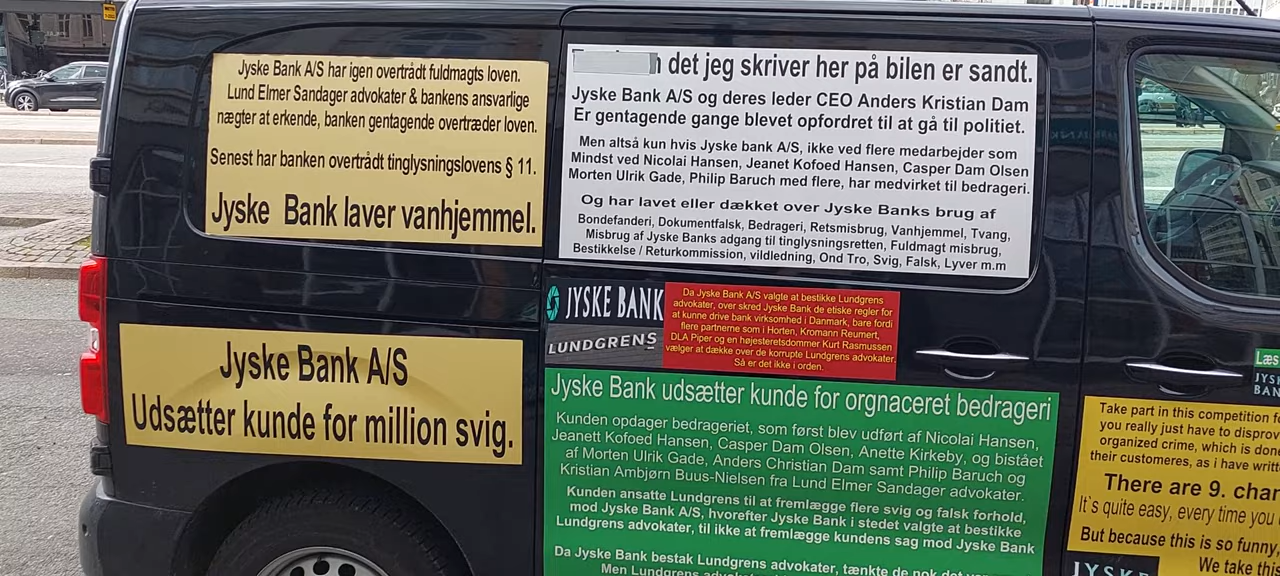 Jyske Bank A/S har igen overtrådt fuldmagts loven.
Lund Elmer Sandager advokater & bankens ansvarlige
nægter at erkende, banken gentagende overtræder loven.
Senest har banken overtrådt tinglysningslovens § 11.
Jyske Bank laver vanhjemmel.
Jyske Bank A/S
Udsætter kunde for million svig.
det jeg skriver her på bilen er sandt.
Jyske Bank A/S og deres leder CEO Anders Kristian Dam
Er gentagende gange blevet opfordret til at gå til politiet.
Men altså kun hvis Jyske bank A/S, ikke ved flere medarbejder som
Mindst ved Nicolai Hansen, Jeanet Kofoed Hansen, Casper Dam Olsen
Morten Ulrik Gade, Philip Baruch med flere, har medvirket til bedrageri.
Og har lavet eller dækket over Jyske Banks brug af
Bondefanderi, Dokumentfalsk, Bedrageri, Retsmisbrug, Vanhjemmel, Tvang,
Misbrug af Jyske Banks adgang til tinglysningsretten, Fuldmagt misbrug,
Bestikkelse / Returkommission, vildledning, Ond Tro, Svig, Falsk, Lyver m.m
JYSKE BANK
LUNDGRENS
Da Jyske Bank A/S valgte at bestikke Lundgrens
advokater, over skred Jyske Bank de etiske regler for
at kunne drive bank virksomhed i Danmark, bare fordi
flere partnerne som i Horten, Kromann Reumert,
DLA Piper og en højesteretsdommer Kurt Rasmussen
vælger at dække over de korrupte Lundgrens advokater.
Så er det ikke i orden.
Jyske Bank udsætter kunde for orgnaceret bedrageri
Kunden opdager bedrageriet, som først blev udført af Nicolai Hansen,
Jeanett Kofoed Hansen, Casper Dam Olsen, Anette Kirkeby, og bistået
af Morten Ulrik Gade, Anders Christian Dam samt Philip Baruch og
Kristian Ambjørn Buus-Nielsen fra Lund Elmer Sandager advokater.
Kunden ansatte Lundgrens til at fremlægge flere svig og falsk forhold,
mod Jyske Bank A/S, hvorefter Jyske Bank i stedet valgte at bestikke
Lundgrens advokater, til ikke at fremlægge kundens sag mod Jyske Bank
Da Jyske Bank bestak Lundgrens advokater, tænkte de nok det
Men Lundgrens
Læs
JYS
BAN
Take part in this competition
you really just have to
organized crime, which is
their customeres, as i have
There are 9.
It's quite easy, every time you
But because this is so funny,
We take this
JYSKE